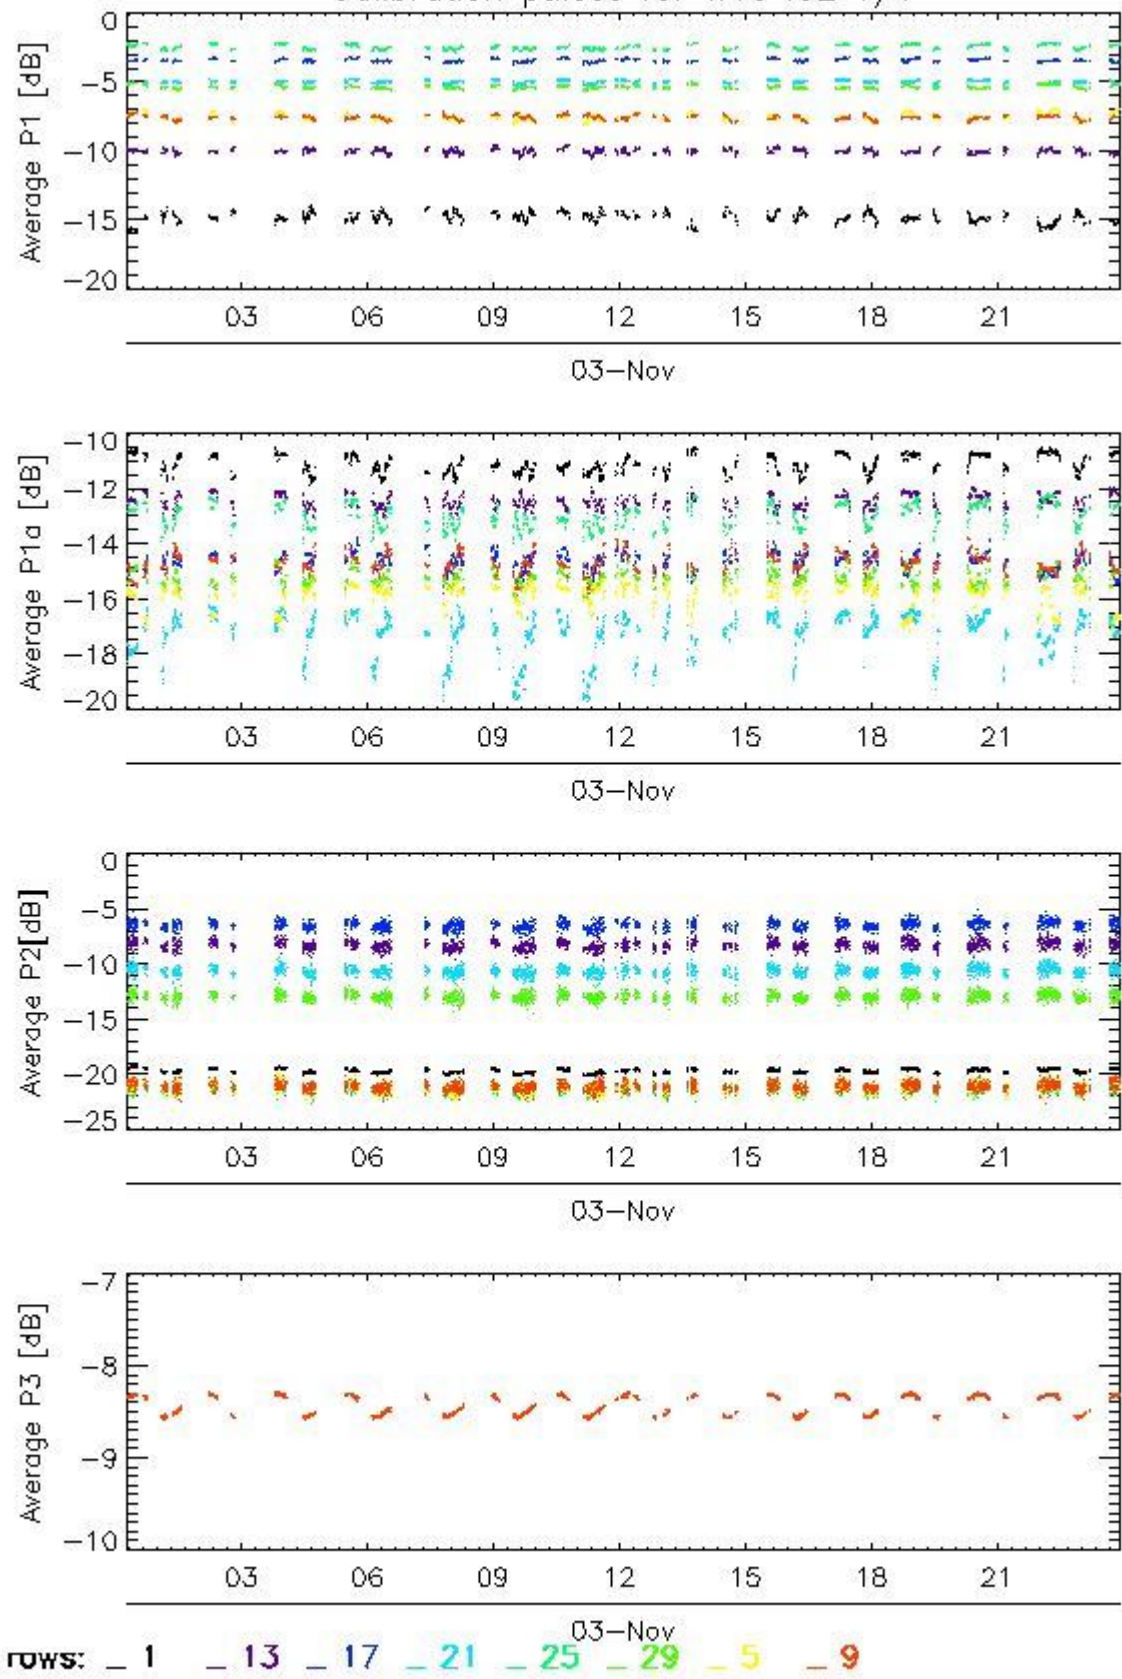 0
-5
-10
-15
-20
Average P1 [dB]
03 06 09 12 15 18 21
03-Nov
-10
-12
-14
-16
-18
-20
Average P1a [dB]
03 06 09 12 15 18 21
03-Nov
0
-5
-10
-15
-20
-25
Average P2[dB]
03 06 09 12 15 18 21
03-Nov
-7
-8
-9
-10
Average P3 [dB]
03 06 09 12 15 18 21
03-Nov
rows: _ 1 _ 13 _ 17 _ 21 _ 25 _ 29 _ 5 _ 9